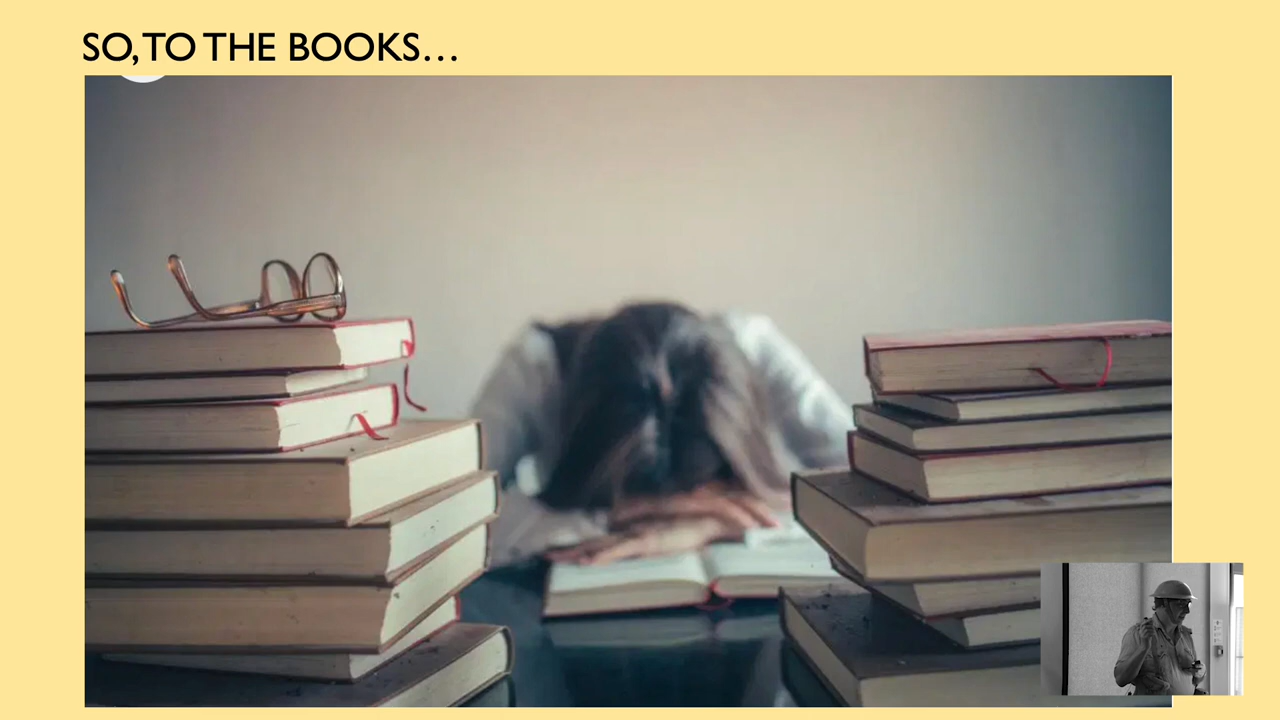 SO, TO THE BOOKS…